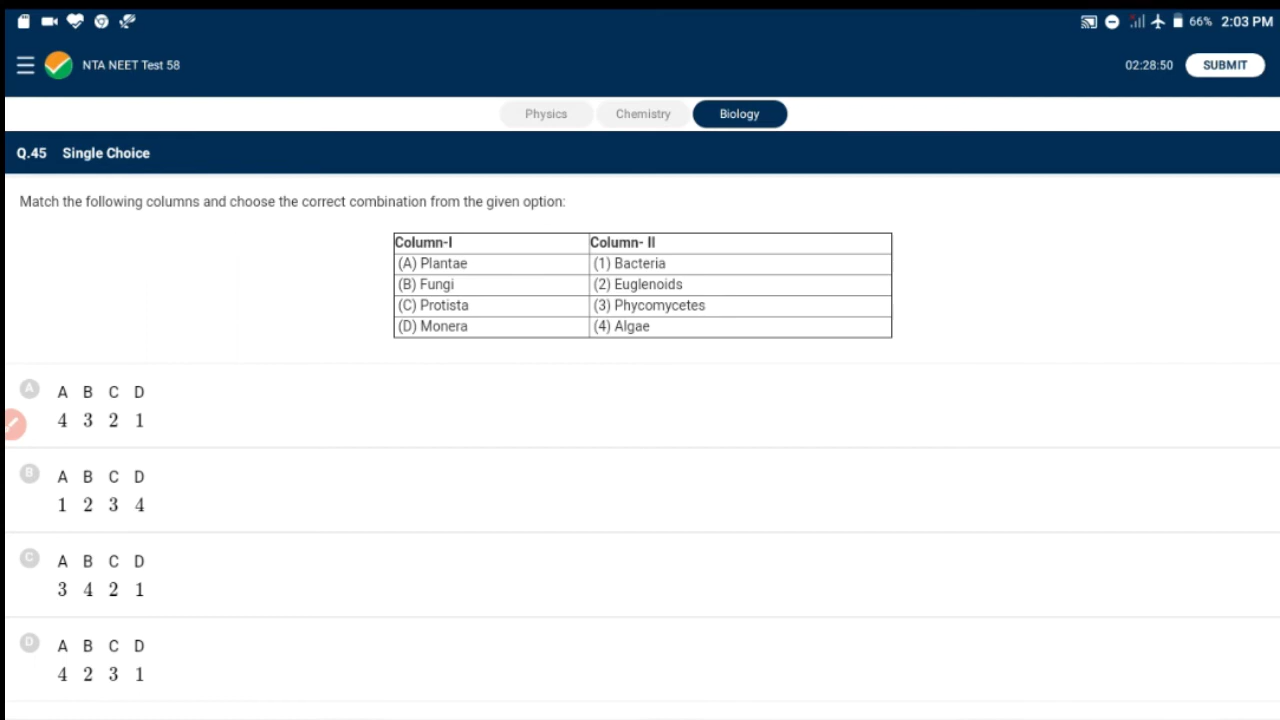 66% 2:03 PM
NTA NEET Test 58
02:28:50 SUBMIT
Physics Chemistry Biology
Q.45 Single Choice
Match the following columns and choose the correct combination from the given option:
Column-I Column- II
(A) Plantae (1) Bacteria
(B) Fungi (2) Euglenoids
(C) Protista (3) Phycomycetes
(D) Monera (4) Algae
A A B C D
4 3 2 1
B A B C D
1 2 3 4
C A B C D
3 4 2 1
D A B C D
4 2 3 1